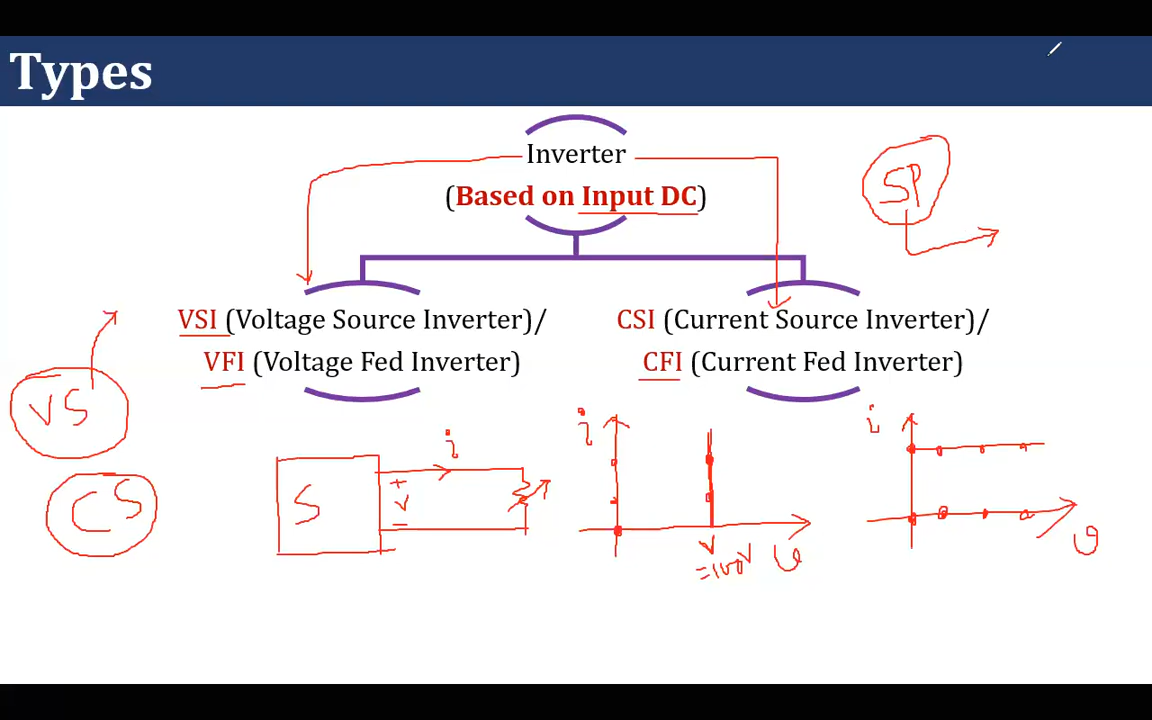 Types
Inverter
(Based on Input DC)
SP
VSI (Voltage Source Inverter)/
VFI (Voltage Fed Inverter)
CSI (Current Source Inverter)/
CFI (Current Fed Inverter)
VS
CS
S
+
V
−
i
i
V
=100V
v
i
v